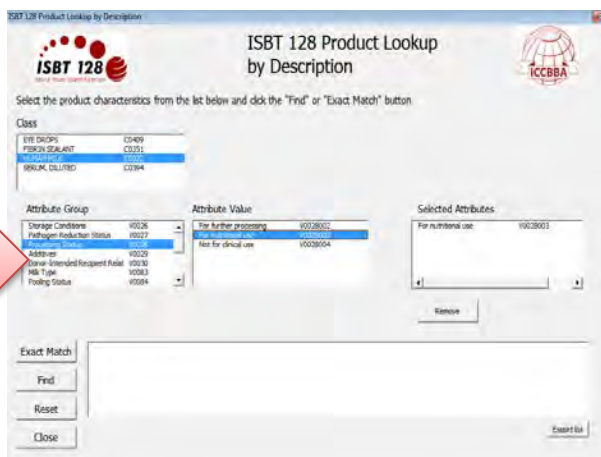 ISBT 128 Product Lookup by Description
ISBT 128
ISBT 128 Product Lookup
by Description
ICCBBA
Select the product characteristics from the list below and click the "Find" or "Exact Match" button
Class
EYE DROPS C0409
FIBRIN SEALANT C0351
HUMAN MILK
SERUM, DILUTED C0394
Attribute Group
Attribute Value
Selected Attributes
Storage Conditions V0026
Pathogen Reduction Status V0027
Processing Status V0028
Additives V0029
Donor-Intended Recipient Relat V0030
Milk Type V0083
Pooling Status V0084
For further processing V0028002
For nutritional use V0028003
Not for clinical use V0028004
For nutritional use V0028003
Remove
Exact Match
Find
Reset
Close
Export list